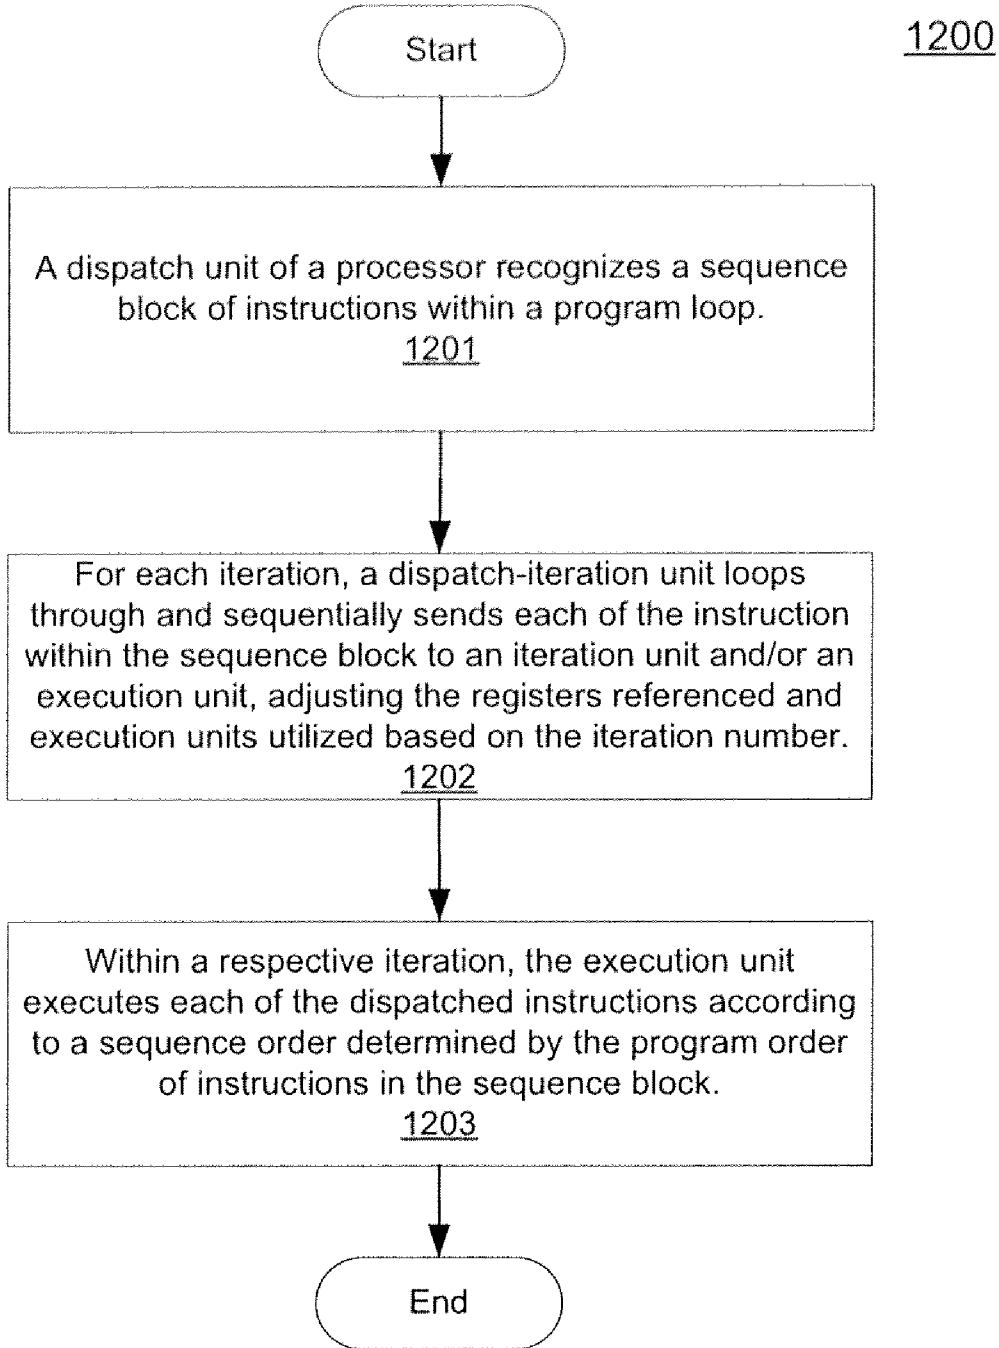 Start
1200
A dispatch unit of a processor recognizes a sequence
block of instructions within a program loop.
1201
For each iteration, a dispatch-iteration unit loops
through and sequentially sends each of the instruction
within the sequence block to an iteration unit and/or an
execution unit, adjusting the registers referenced and
execution units utilized based on the iteration number.
1202
Within a respective iteration, the execution unit
executes each of the dispatched instructions according
to a sequence order determined by the program order
of instructions in the sequence block.
1203
End